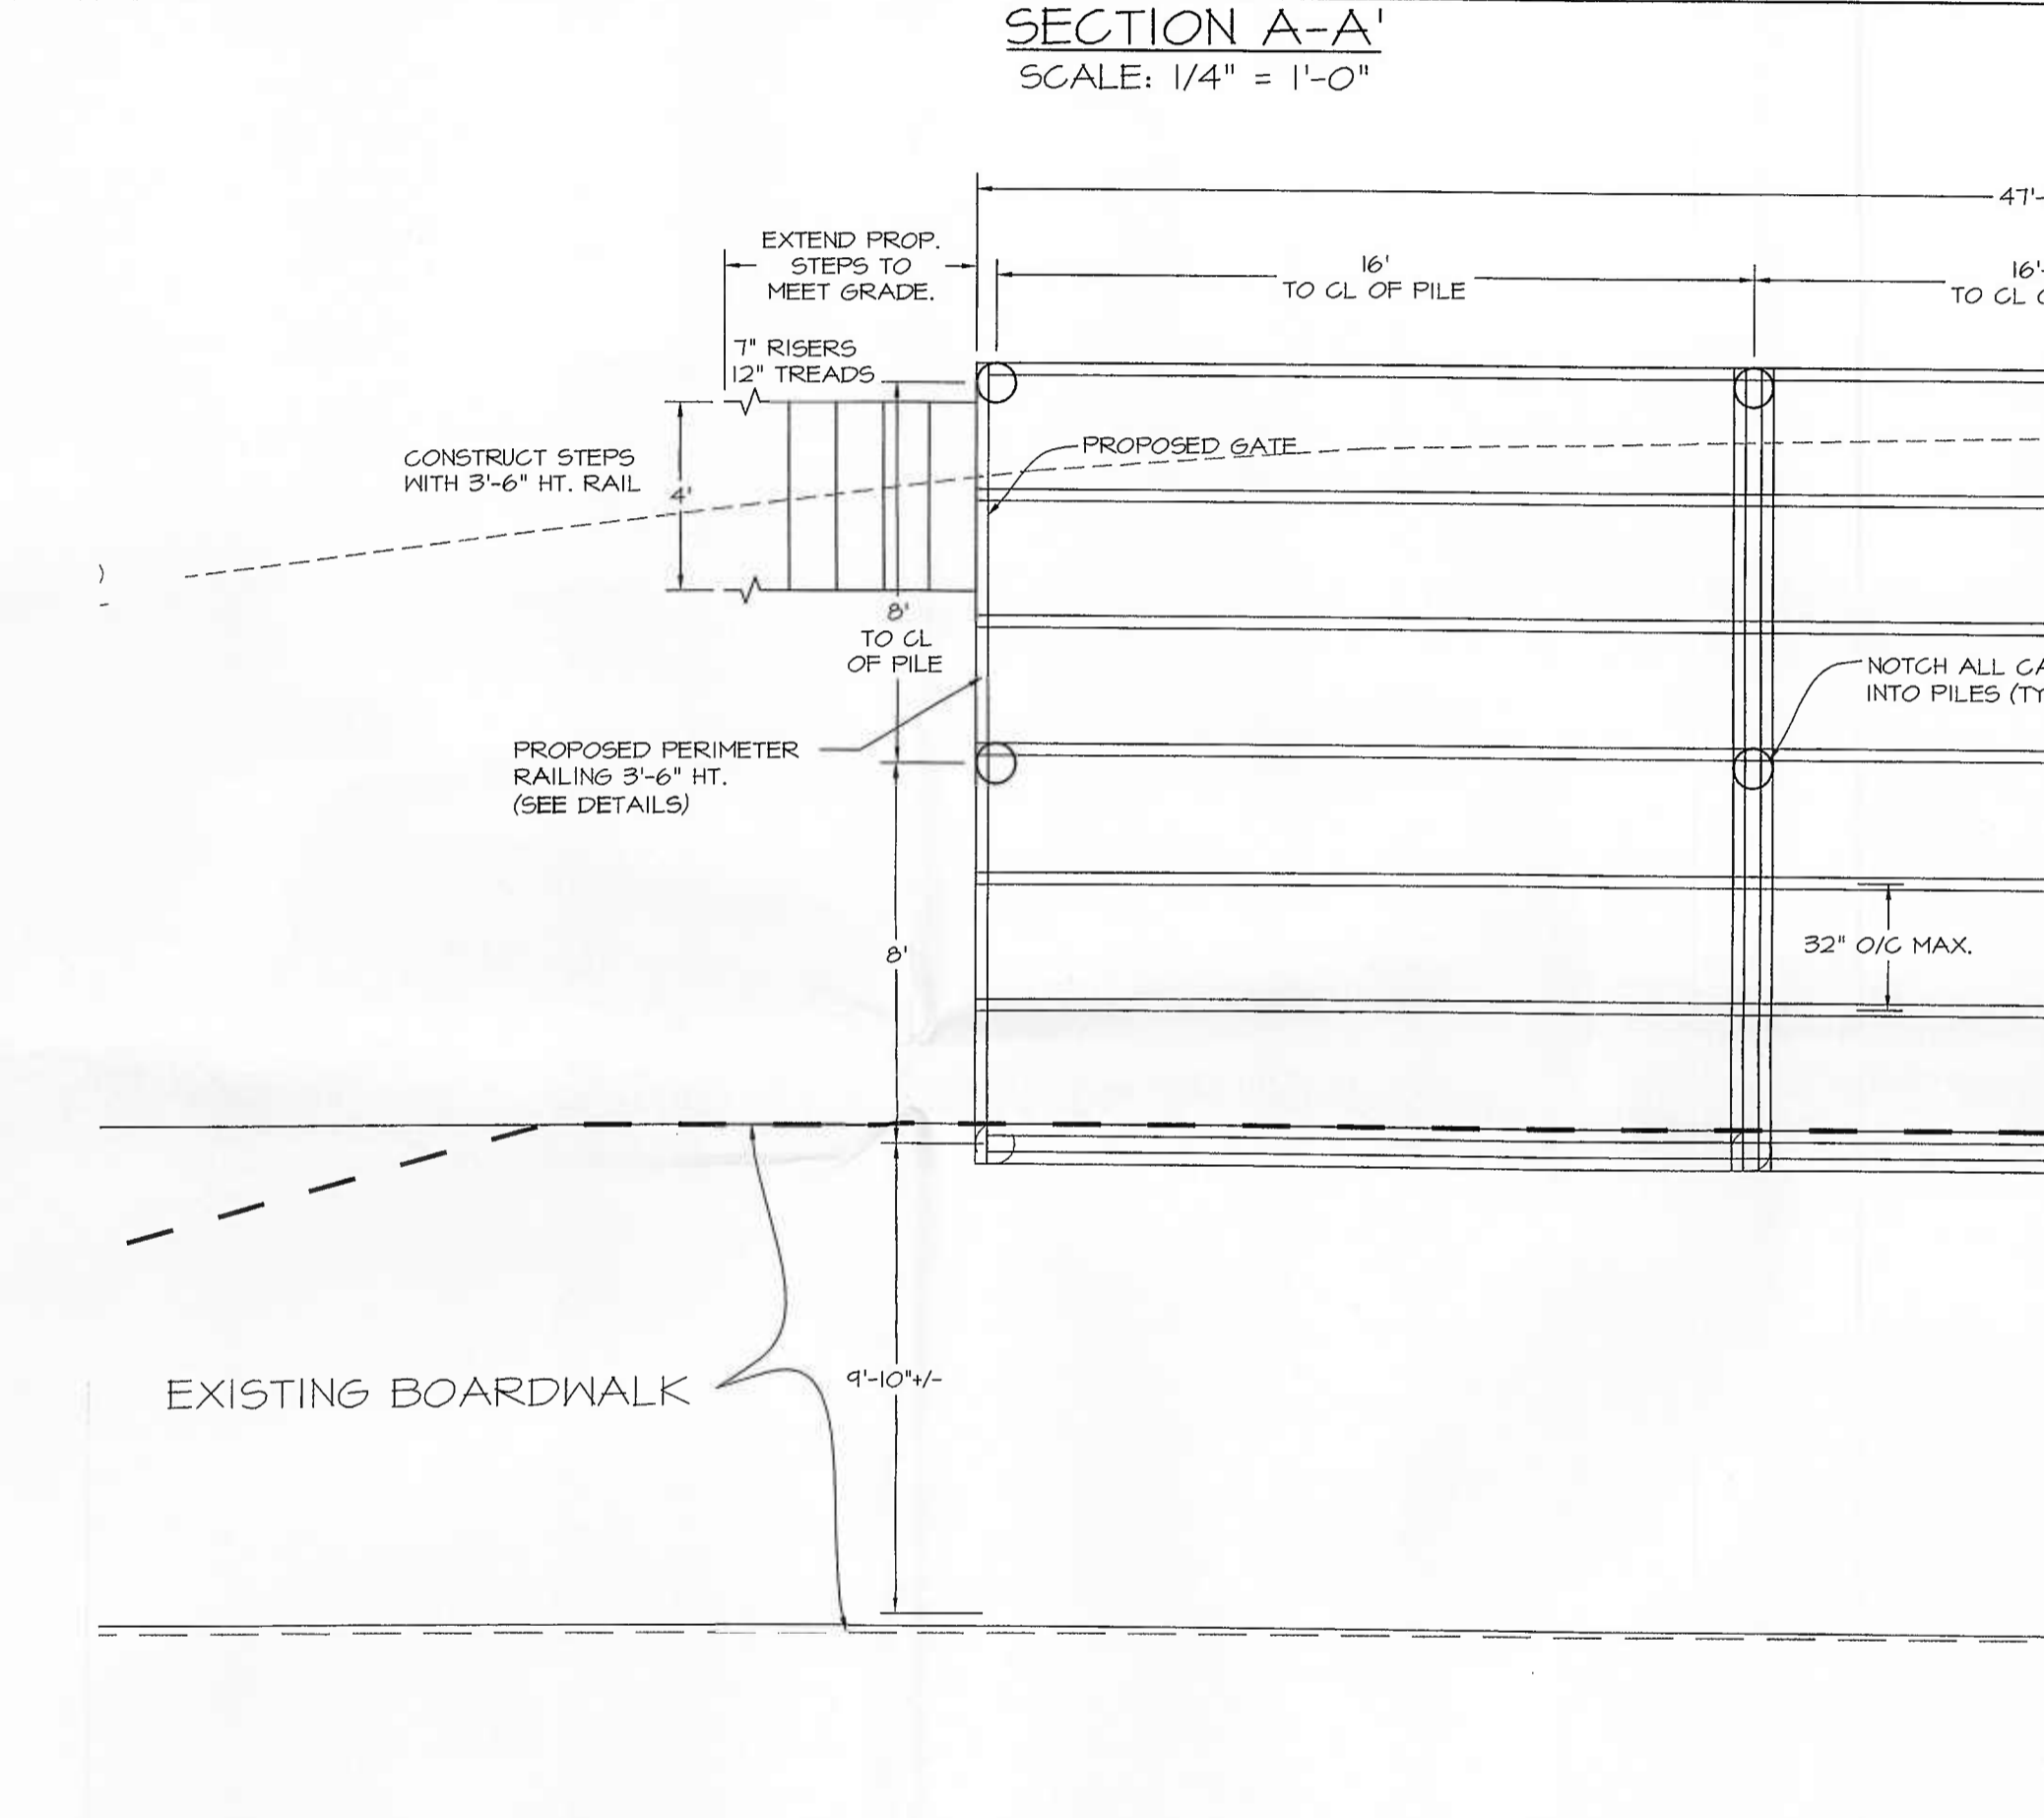 SECTION A-A'
SCALE: 1/4" = 1'-0"
47'-
EXTEND PROP.
STEPS TO
MEET GRADE.
16'
TO CL OF PILE
16'-
TO CL
7" RISERS
12" TREADS
CONSTRUCT STEPS
WITH 3'-6" HT. RAIL
4'
PROPOSED GATE
8'
TO CL
OF PILE
NOTCH ALL
INTO PILES
PROPOSED PERIMETER
RAILING 3'-6" HT.
(SEE DETAILS)
8'
32" O/C MAX.
EXISTING BOARDWALK
9'-10"+/-